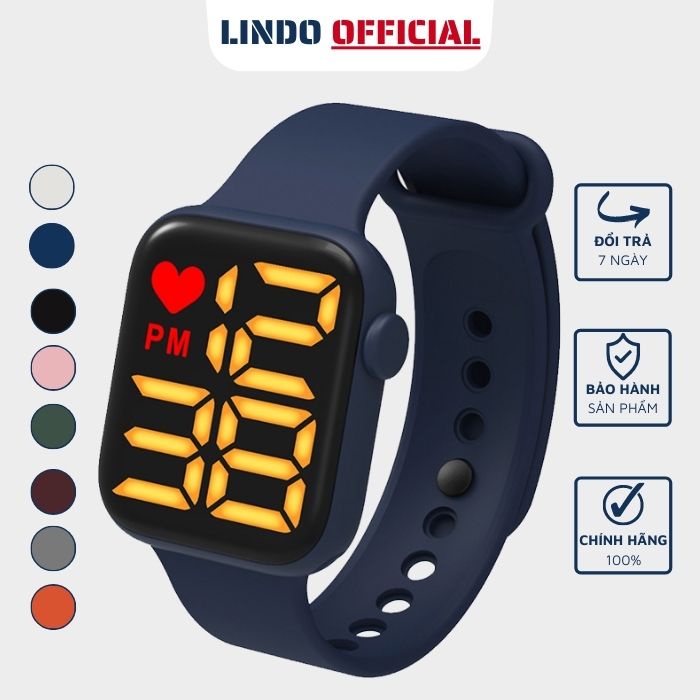 LINDO OFFICIAL
PM
12
38
ĐỔI TRẢ
7 NGÀY
BẢO HÀNH
SẢN PHẨM
CHÍNH HÃNG
100%